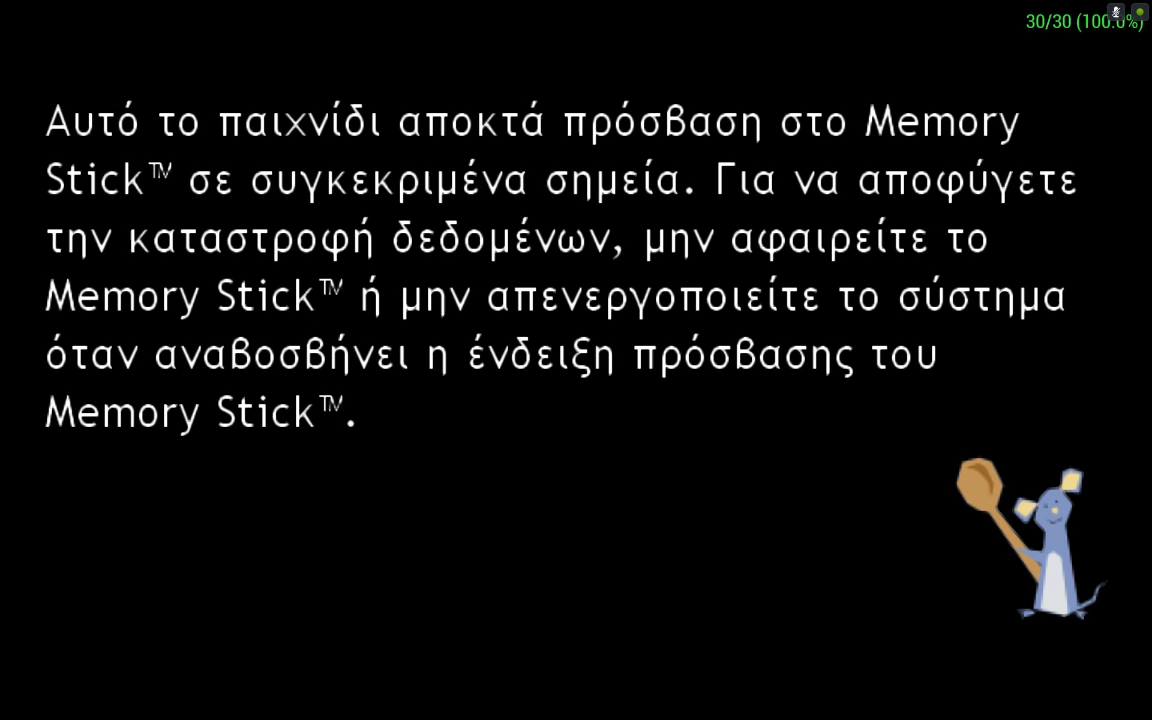 30/30 (100.0%)
Αυτό το παιχνίδι αποκτά πρόσβαση στο Memory
Stick™ σε συγκεκριμένα σημεία. Για να αποφύγετε
την καταστροφή δεδομένων, μην αφαιρείτε το
Memory Stick™ ή μην απενεργοποιείτε το σύστημα
όταν αναβοσβήνει η ένδειξη πρόσβασης του
Memory Stick™.